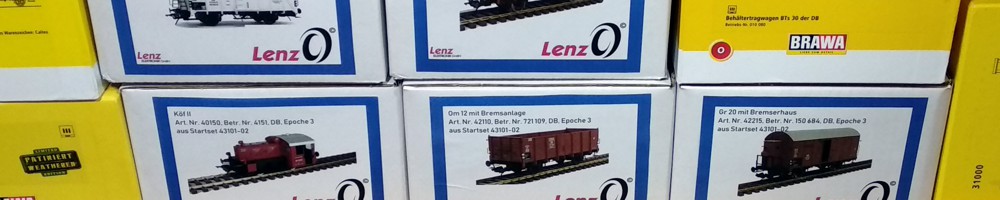 Lenz
Lenz
Lenz
Behältertragwagen BTs 30 der DB
BRAWA
Köf II
Art. Nr. 40150, Betr. Nr. 4151, DB, Epoche 3
aus Startset 43101-02
Lenz
Om 12 mit Bremsanlage
Art. Nr. 42110, Betr. Nr. 721 109, DB, Epoche 3
aus Startset 43101-02
Lenz
Gr 20 mit Bremserhaus
Art. Nr. 42215, Betr. Nr. 150 684, DB, Epoche 3
aus Startset 43101-02
Lenz
PATINIERT
WEATHERED
EDITION
31000